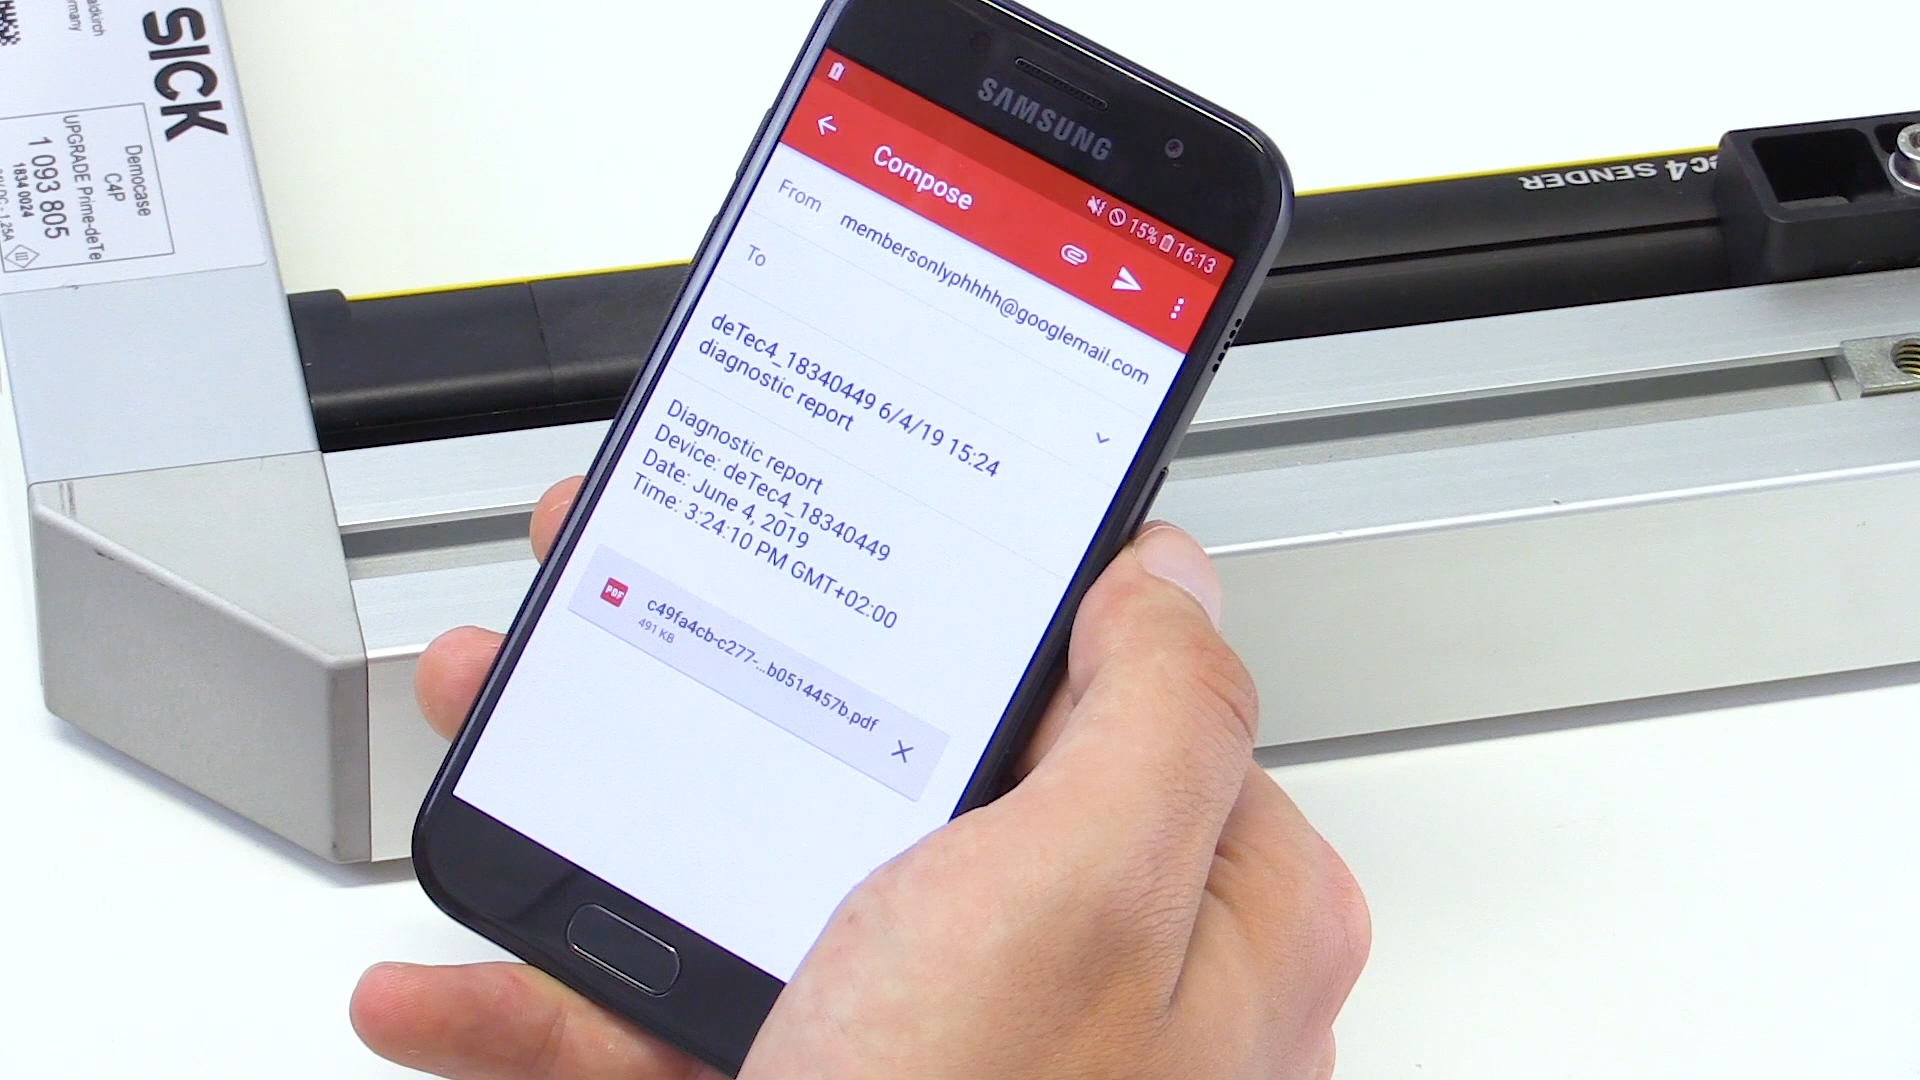 SICK
Democase
C4P
UPGRADE Prime-deTe
1 093 805
1834 0024
SAMSUNG
15% 16:13
Compose
From membersonlyphhhh@googlemail.com
To
deTec4_18340449 6/4/19 15:24
diagnostic report
Diagnostic report
Device: deTec4_18340449
Date: June 4, 2019
Time: 3:24:10 PM GMT+02:00
PDF
c49fa4cb-c277-...b0514457b.pdf
491 KB
ec4 SENDER